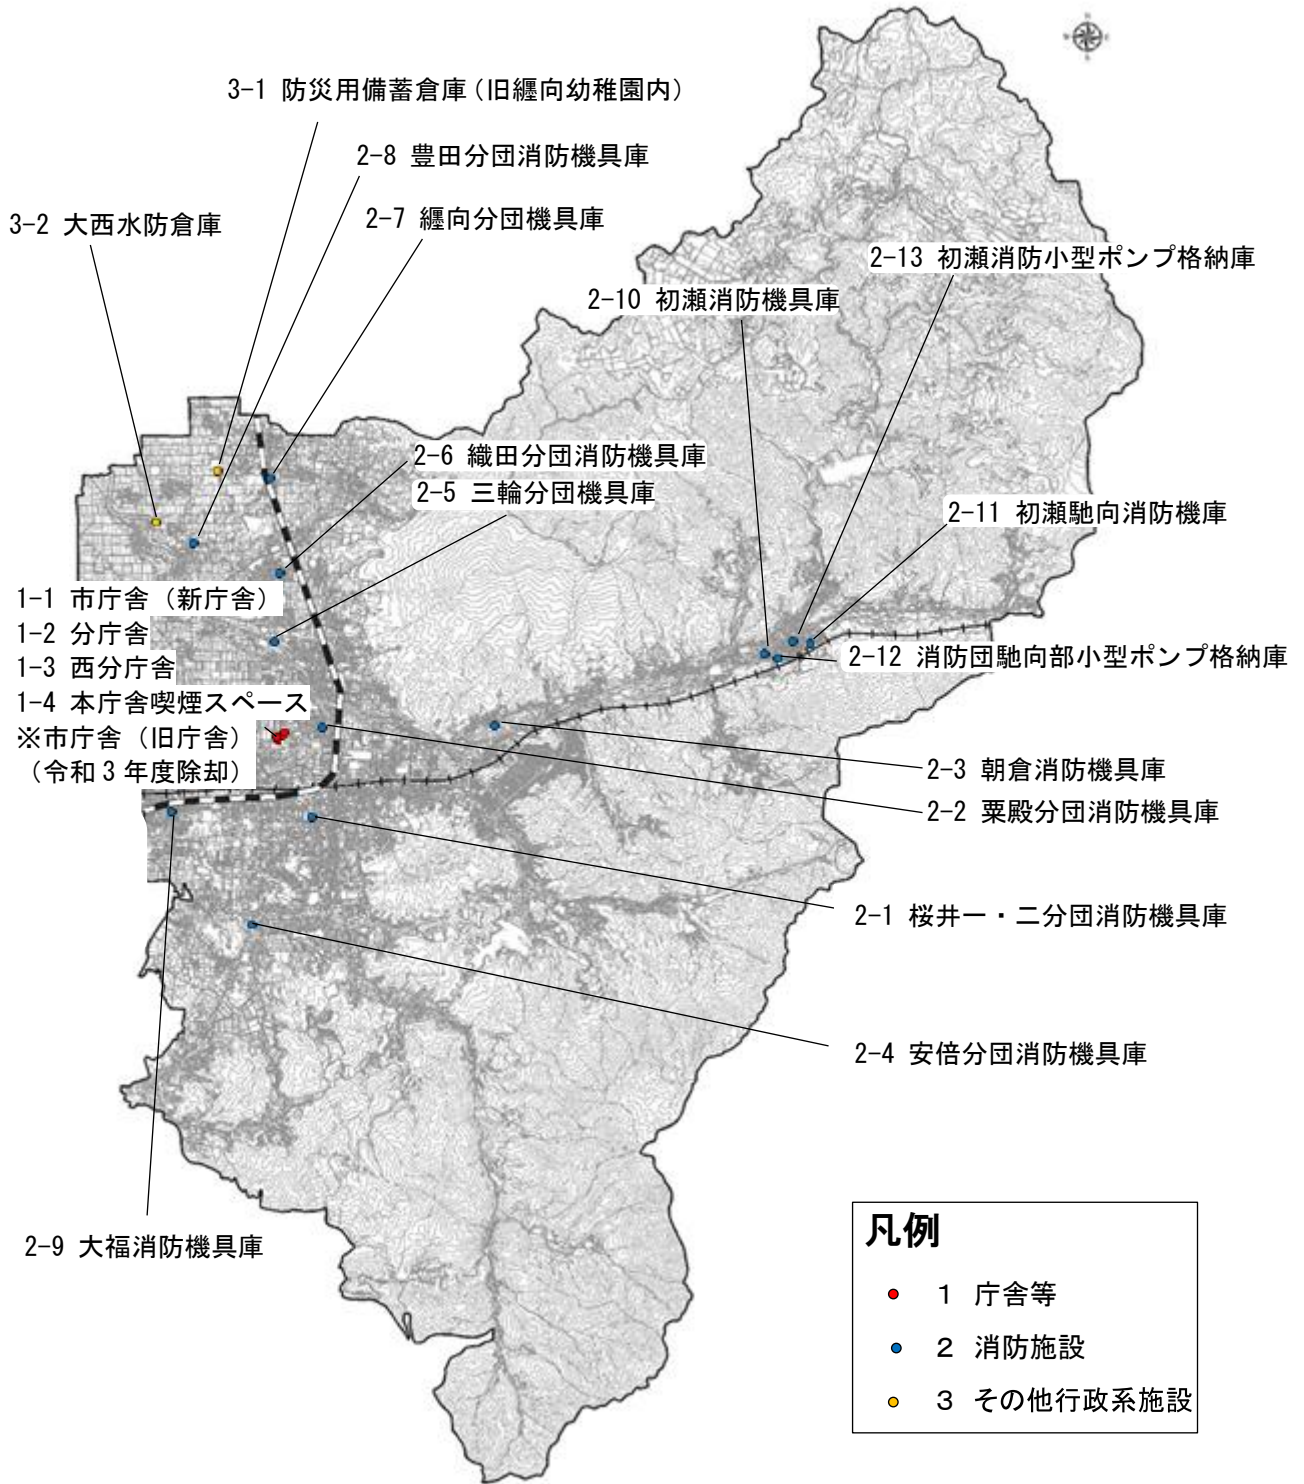 3-1 防災用備蓄倉庫（旧纒向幼稚園内）
2-8 豊田分団消防機具庫
2-7 纒向分団機具庫
3-2 大西水防倉庫
2-13 初瀬消防小型ポンプ格納庫
2-10 初瀬消防機具庫
2-6 織田分団消防機具庫
2-5 三輪分団機具庫
2-11 初瀬馳向消防機庫
1-1 市庁舎（新庁舎）
1-2 分庁舎
1-3 西分庁舎
1-4 本庁舎喫煙スペース
※市庁舎（旧庁舎）
（令和３年度除却）
2-12 消防団馳向部小型ポンプ格納庫
2-3 朝倉消防機具庫
2-2 粟殿分団消防機具庫
2-1 桜井一・二分団消防機具庫
2-4 安倍分団消防機具庫
2-9 大福消防機具庫
凡例
１ 庁舎等
２ 消防施設
３ その他行政系施設